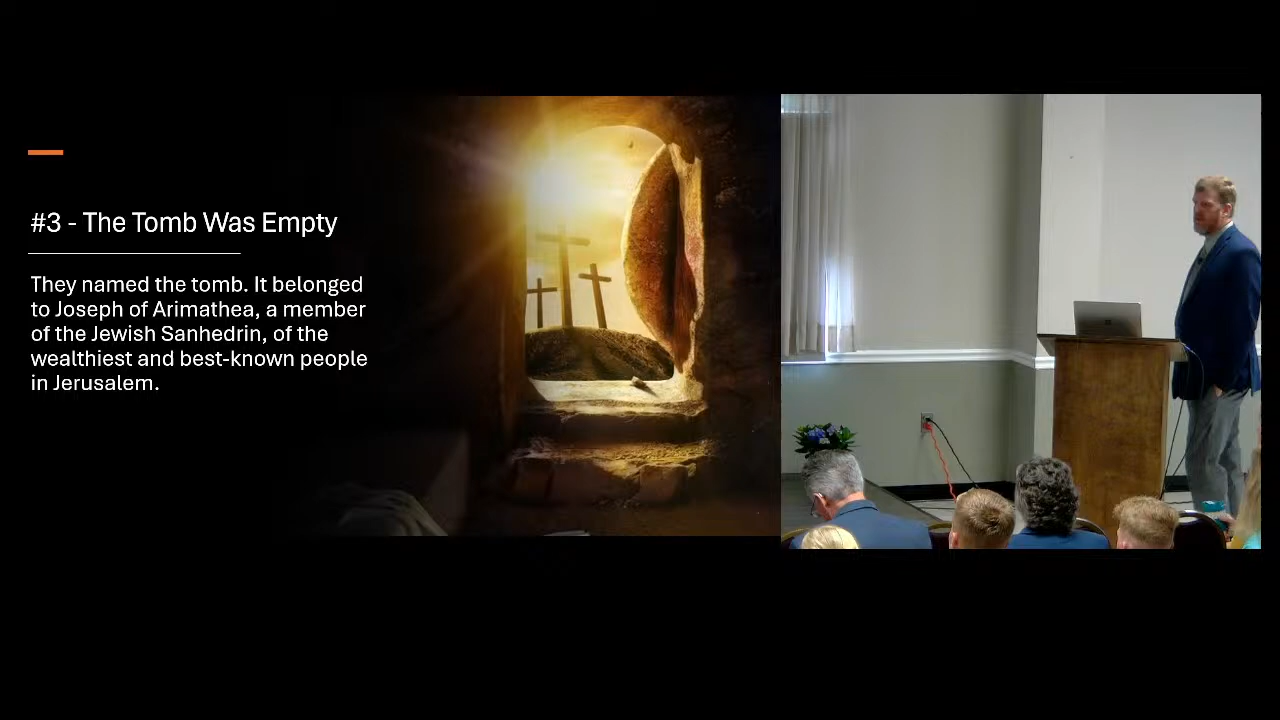 #3 - The Tomb Was Empty
They named the tomb. It belonged
to Joseph of Arimathea, a member
of the Jewish Sanhedrin, of the
wealthiest and best-known people
in Jerusalem.